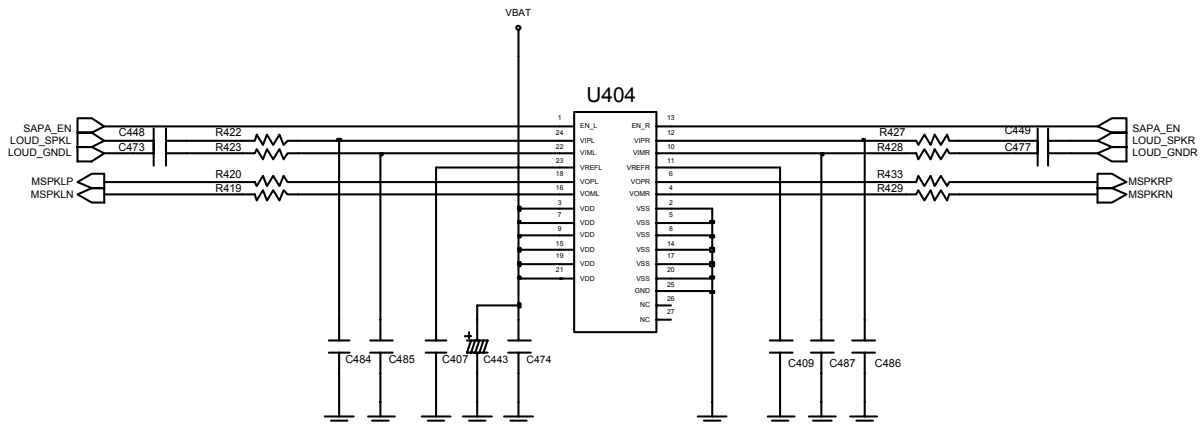 VBAT
U404
SAPA_EN
LOUD_SPKL
LOUD_GNDL
MSPKLP
MSPKLN
C448
C473
R422
R423
R420
R419
1
24
22
23
18
16
3
7
9
15
19
21
EN_L
VIPL
VIML
VREFL
VOPL
VOML
VDD
VDD
VDD
VDD
VDD
VDD
EN_R
VIPR
VIMR
VREFR
VOPR
VOMR
VSS
VSS
VSS
VSS
VSS
VSS
GND
NC
NC
13
12
10
11
6
4
2
5
8
14
17
20
25
26
27
R427
R428
R433
R429
C449
C477
SAPA_EN
LOUD_SPKR
LOUD_GNDR
MSPKRP
MSPKRN
C484
C485
C407
+
C443
C474
C409
C487
C486